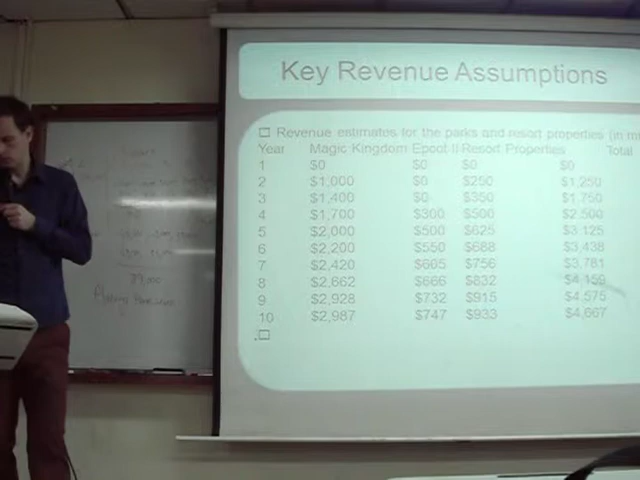 Key Revenue Assumptions
Revenue estimates for the parks and resort properties (in
Year Magic Kingdom Epcot II Resort Properties Total
1 $0 $0 $0 $0
2 $1,000 $0 $250 $1,250
3 $1,400 $0 $350 $1,750
4 $1,700 $300 $500 $2,500
5 $2,000 $500 $625 $3,125
6 $2,200 $550 $688 $3,438
7 $2,420 $605 $756 $3,781
8 $2,662 $666 $832 $4,159
9 $2,928 $732 $915 $4,575
10 $2,987 $747 $933 $4,667